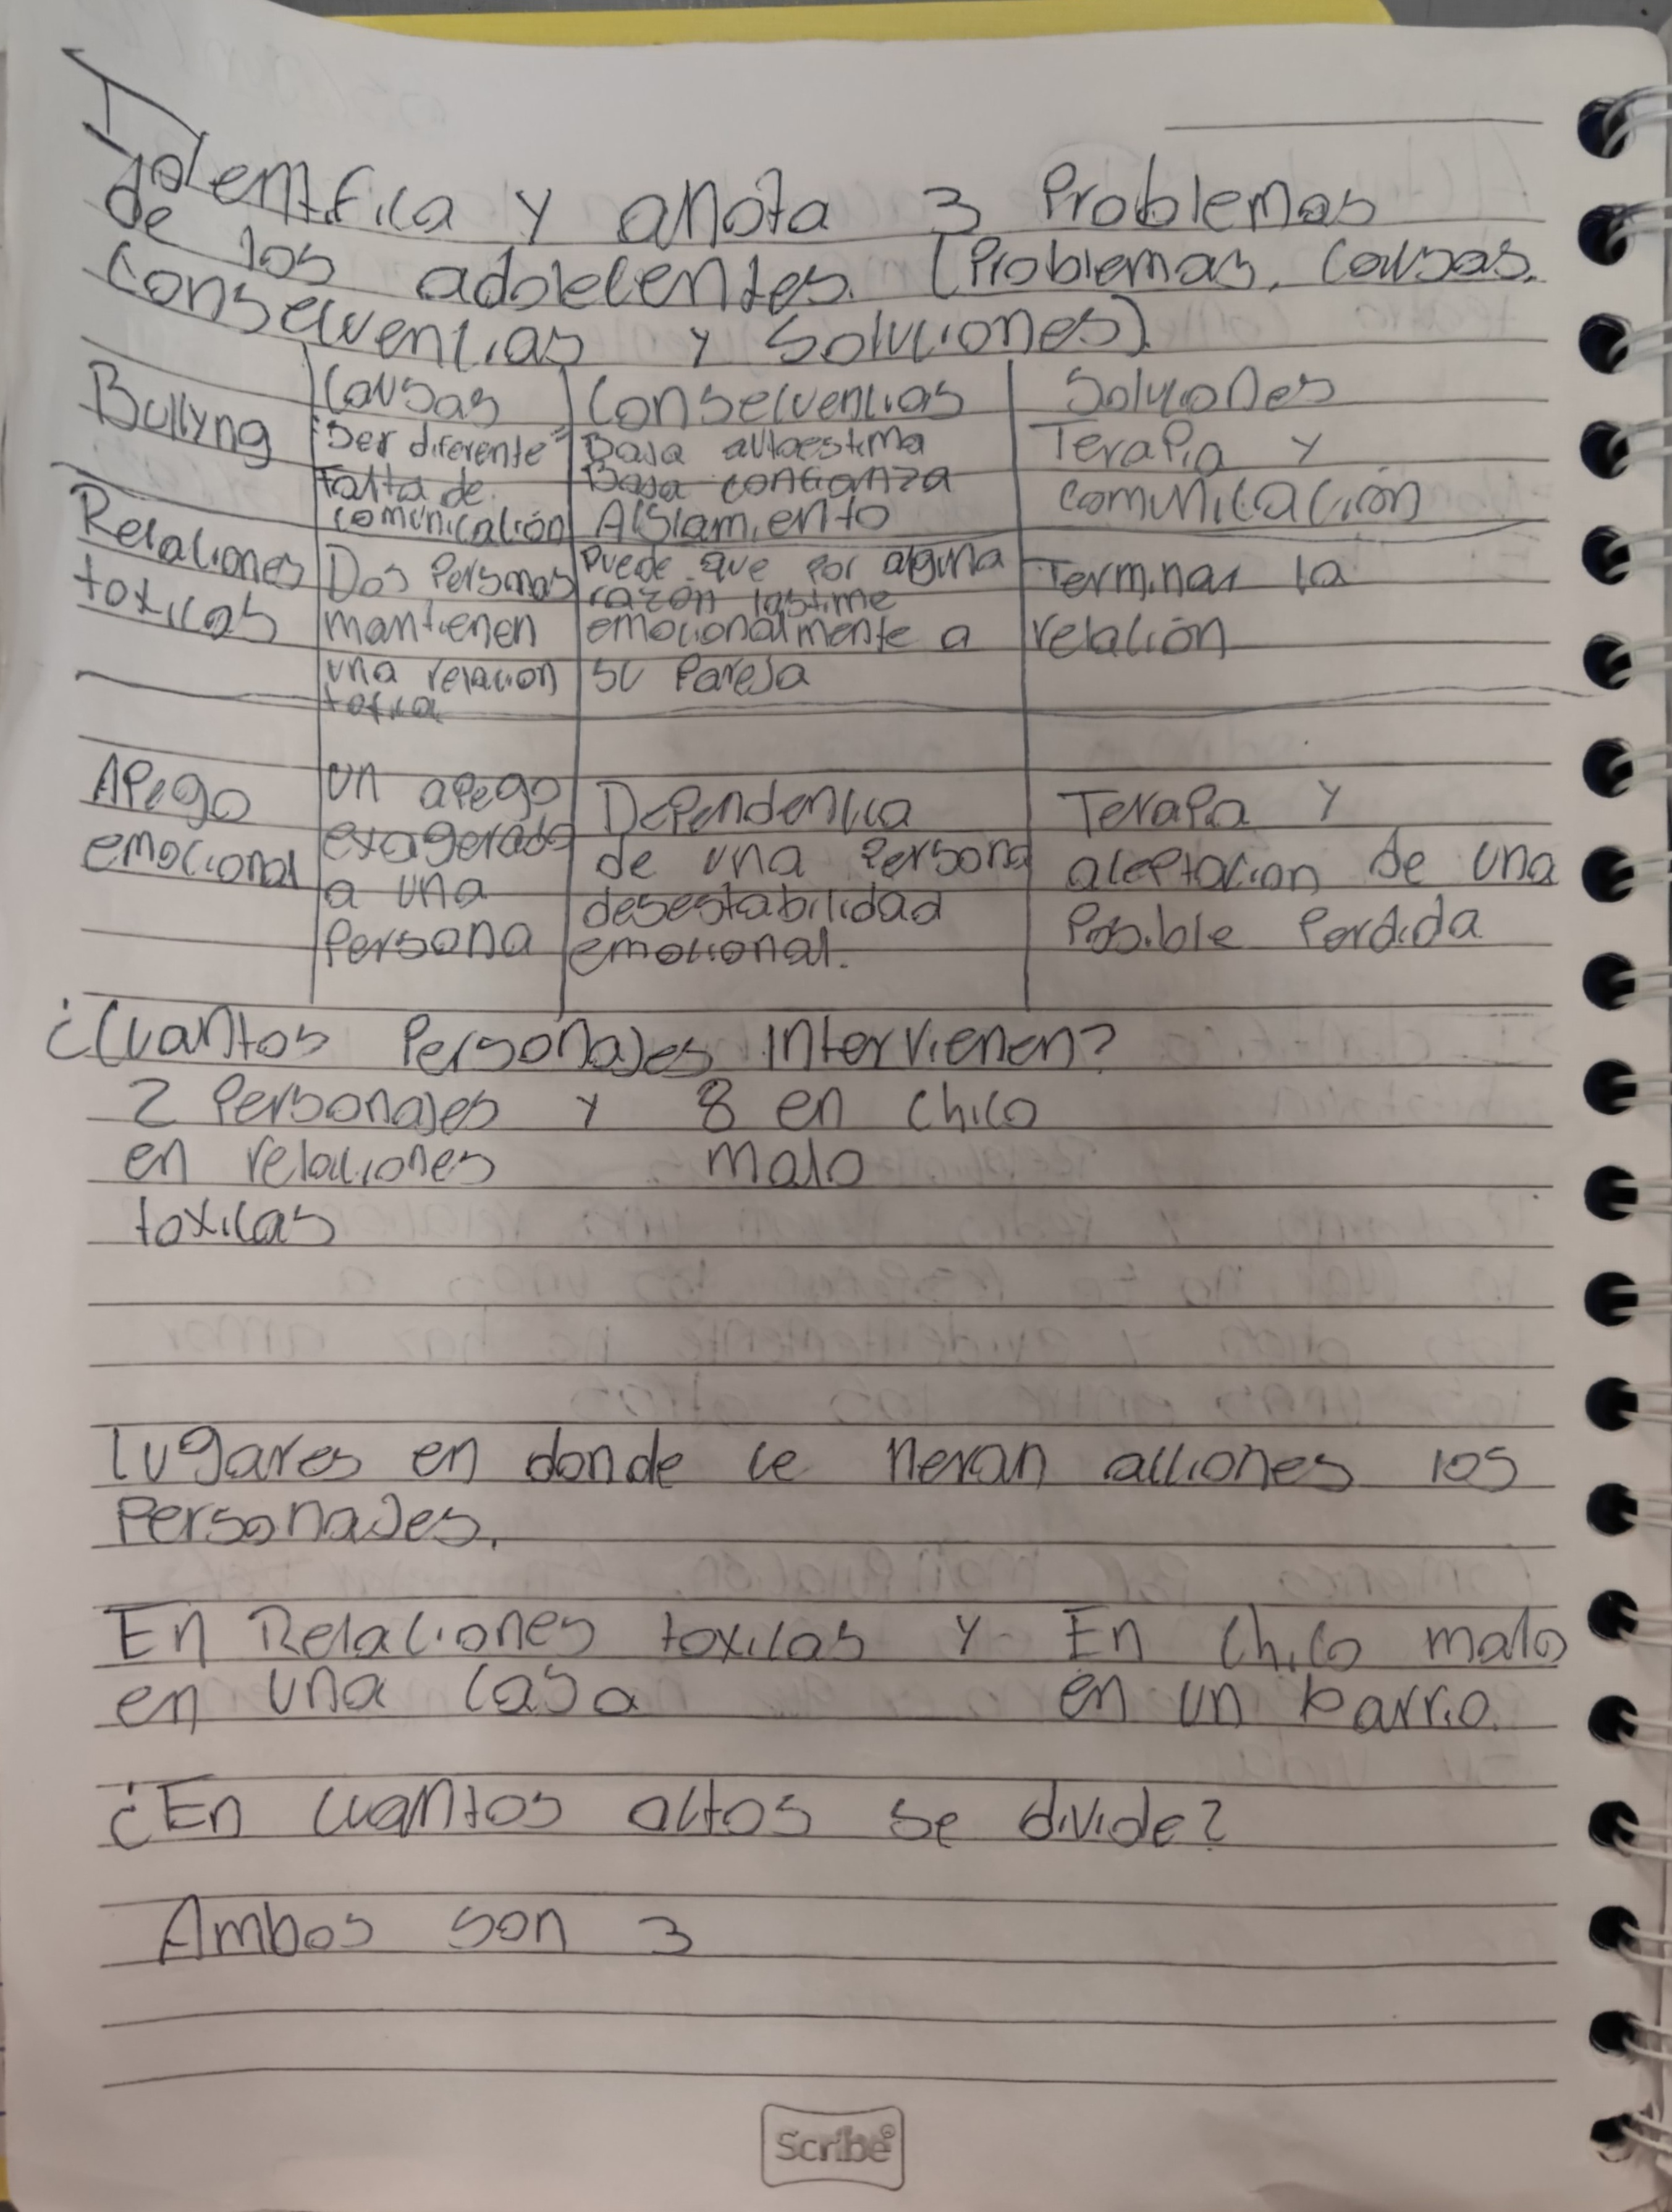 Identifica y anota 3 Problemas
de los adolecentes. (Problemas, Causas,
Consecuencias y Soluciones)
Causas Consecuencias Soluciones
Bullyng
"Ser diferente" Baja autoestima Terapia y
Falta de Baja confianza comunicación
comunicación Aislamiento
Relaciones Dos Personas Puede que por alguna Terminar la
toxicas mantienen razón lastime relación
una relacion emocionalmente a
toxica su Pareja
Apego un apego Dependencia Terapia y
emocional exagerado de una Persona aceptacion de una
a una desestabilidad Posible Perdida
Persona emocional.
¿Cuantos Personajes Intervienen?
2 Personajes y 8 en chico
en relaciones malo
toxicas
lugares en donde ce neran acciones los
Personajes.
En Relaciones toxicas y En Chico malo
en una casa en un barrio.
¿En cuantos actos se divide?
Ambos son 3
Scribe